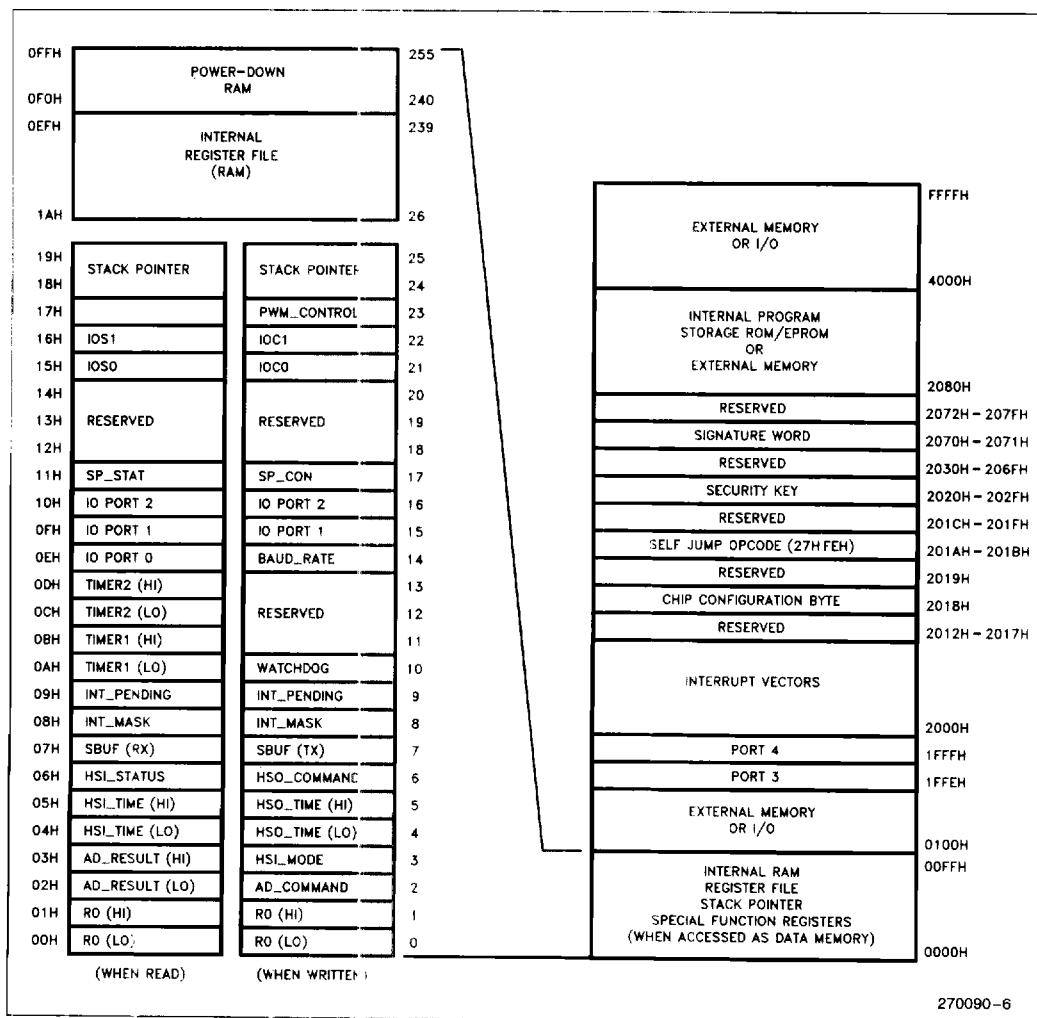 0FFH POWER-DOWN 255
RAM
0F0H 240
0EFH INTERNAL 239
REGISTER FILE
(RAM)
1AH 26
19H STACK POINTER STACK POINTER 25
18H 24
17H PWM_CONTROL 23
16H IOS1 IOC1 22
15H IOS0 IOC0 21
14H 20
13H RESERVED RESERVED 19
12H 18
11H SP_STAT SP_CON 17
10H IO PORT 2 IO PORT 2 16
0FH IO PORT 1 IO PORT 1 15
0EH IO PORT 0 BAUD_RATE 14
0DH TIMER2 (HI) 13
0CH TIMER2 (LO) RESERVED 12
0BH TIMER1 (HI) 11
0AH TIMER1 (LO) WATCHDOG 10
09H INT_PENDING INT_PENDING 9
08H INT_MASK INT_MASK 8
07H SBUF (RX) SBUF (TX) 7
06H HSI_STATUS HSO_COMMAND 6
05H HSI_TIME (HI) HSO_TIME (HI) 5
04H HSI_TIME (LO) HSO_TIME (LO) 4
03H AD_RESULT (HI) HSI_MODE 3
02H AD_RESULT (LO) AD_COMMAND 2
01H R0 (HI) R0 (HI) 1
00H R0 (LO) R0 (LO) 0
(WHEN READ) (WHEN WRITTEN)
FFFFH
EXTERNAL MEMORY
OR I/O
4000H
INTERNAL PROGRAM
STORAGE ROM/EPROM
OR
EXTERNAL MEMORY
2080H
RESERVED 2072H - 207FH
SIGNATURE WORD 2070H - 2071H
RESERVED 2030H - 206FH
SECURITY KEY 2020H - 202FH
RESERVED 201CH - 201FH
SELF JUMP OPCODE (27H FEH) 201AH - 201BH
RESERVED 2019H
CHIP CONFIGURATION BYTE 2018H
RESERVED 2012H - 2017H
INTERRUPT VECTORS
2000H
PORT 4 1FFFH
PORT 3 1FFEH
EXTERNAL MEMORY
OR I/O
0100H
INTERNAL RAM 00FFH
REGISTER FILE
STACK POINTER
SPECIAL FUNCTION REGISTERS
(WHEN ACCESSED AS DATA MEMORY)
0000H
270090-6